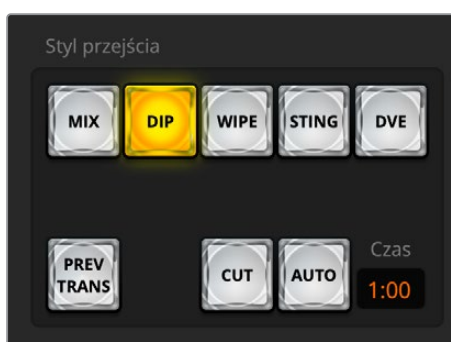 Styl przejścia
MIX DIP WIPE STING DVE
PREV
TRANS
CUT AUTO
Czas
1:00